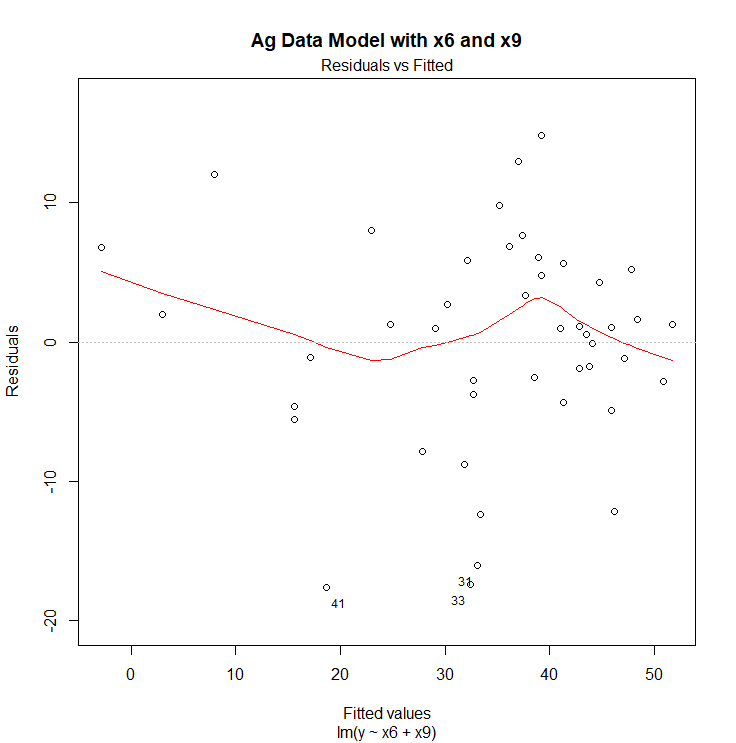 Ag Data Model with x6 and x9
Residuals vs Fitted
Residuals
10
0
-10
-20
31
41
33
0 10 20 30 40 50
Fitted values
lm(y ~ x6 + x9)